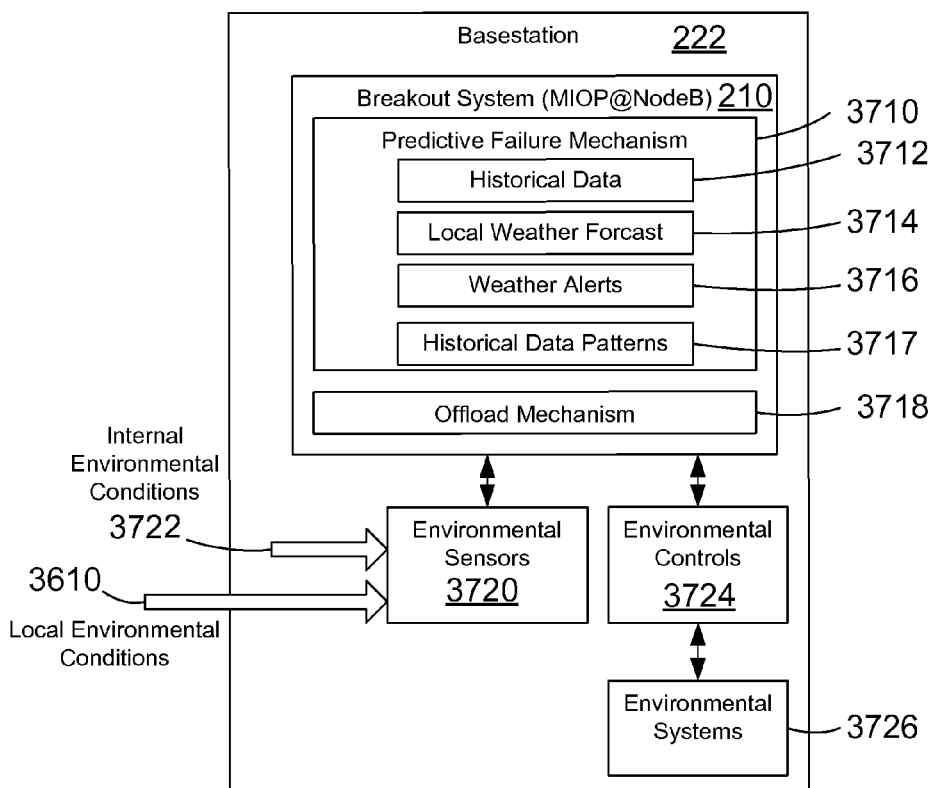 Basestation 222
Breakout System (MIOP@NodeB) 210
3710
Predictive Failure Mechanism
3712
Historical Data
Local Weather Forcast
3714
Weather Alerts
3716
Historical Data Patterns
3717
Offload Mechanism
3718
Internal
Environmental
Conditions
3722
3610
Local Environmental
Conditions
Environmental
Sensors
3720
Environmental
Controls
3724
Environmental
Systems
3726